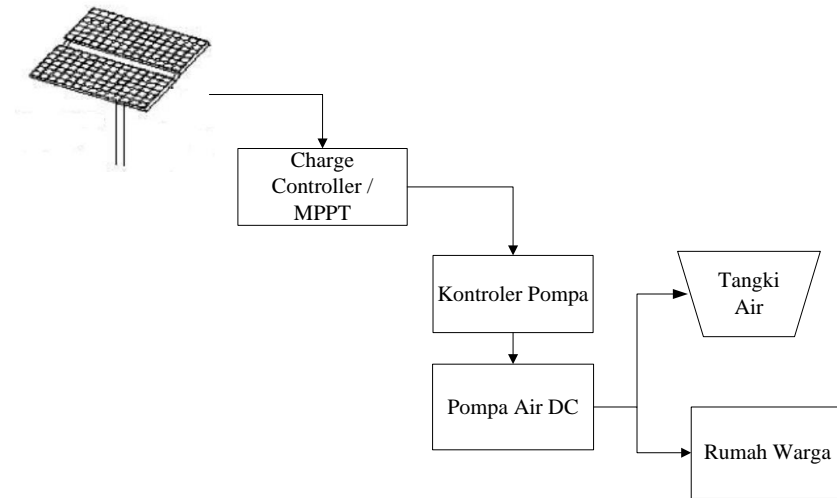 Charge
Controller /
MPPT
Kontroler Pompa
Tangki
Air
Pompa Air DC
Rumah Warga